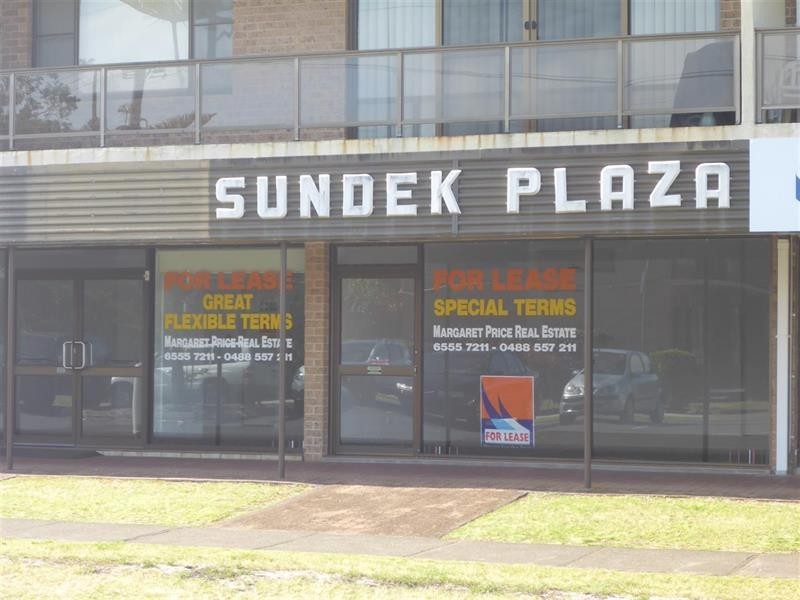 SUNDEK PLAZA
FOR LEASE
GREAT
FLEXIBLE TERMS
MARGARET PRICE REAL ESTATE
6555 7211 - 0488 557 211
FOR LEASE
SPECIAL TERMS
MARGARET PRICE REAL ESTATE
6555 7211 - 0488 557 211
FOR LEASE